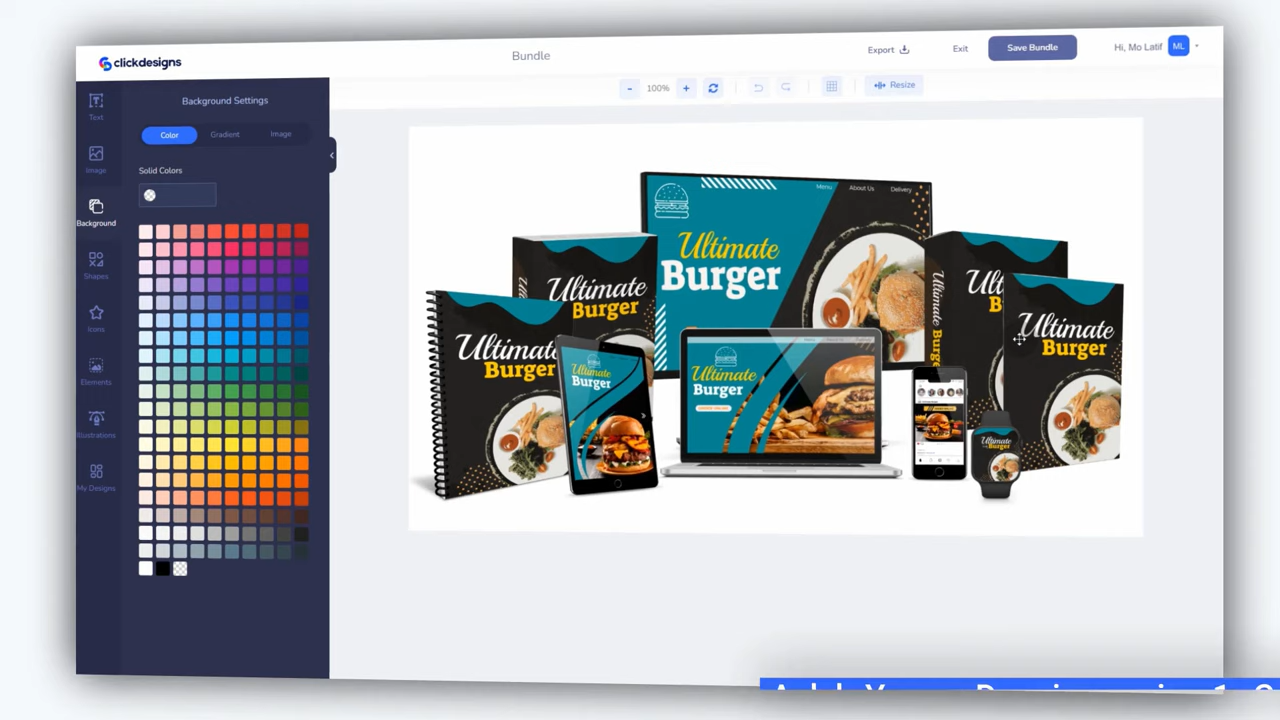 clickdesigns
Bundle
Export
Exit
Save Bundle
Hi, Mo Latif
ML
- 100% +
Resize
Text
Image
Background
Shapes
Icons
Elements
Illustrations
My Designs
Background Settings
Color
Gradient
Image
Solid Colors
Menu
About Us
Delivery
Ultimate
Burger
Ultimate
Burger
Ultimate
Burger
Ultimate
Burger
Ultimate
Burger
Ultimate
Burger
Ultimate
Burger
Ultimate